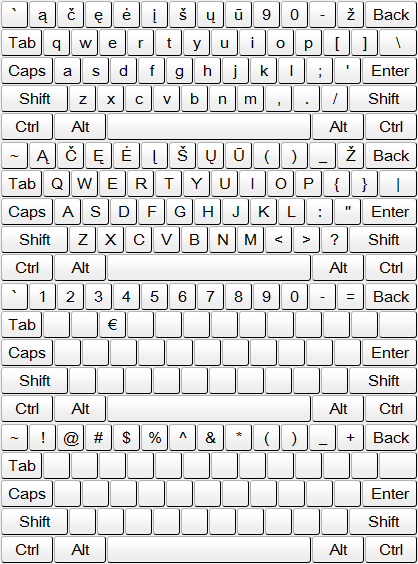 ` ą č ę ė į š ų ū 9 0 - ž Back
Tab q w e r t y u i o p [ ] \
Caps a s d f g h j k l ; ' Enter
Shift z x c v b n m , . / Shift
Ctrl Alt Alt Ctrl
~ Ą Č Ę Ė Į Š Ų Ū ( ) _ Ž Back
Tab Q W E R T Y U I O P { } |
Caps A S D F G H J K L : " Enter
Shift Z X C V B N M < > ? Shift
Ctrl Alt Alt Ctrl
` 1 2 3 4 5 6 7 8 9 0 - = Back
Tab €
Caps Enter
Shift Shift
Ctrl Alt Alt Ctrl
~ ! @ # $ % ^ & * ( ) _ + Back
Tab
Caps Enter
Shift Shift
Ctrl Alt Alt Ctrl